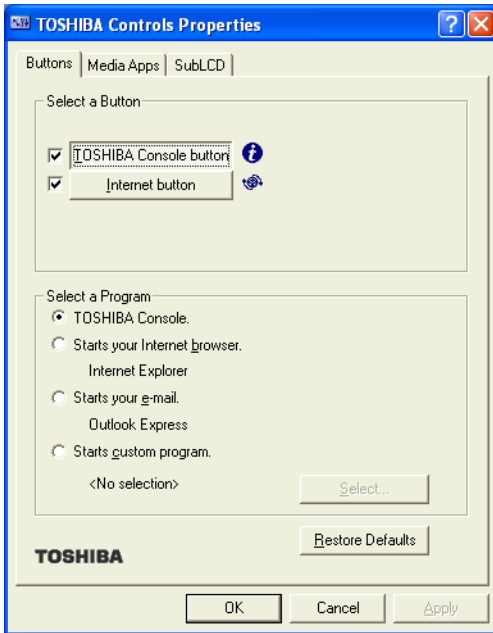 TOSHIBA Controls Properties
Buttons Media Apps SubLCD
Select a Button
TOSHIBA Console button
Internet button
Select a Program
TOSHIBA Console.
Starts your Internet browser.
Internet Explorer
Starts your e-mail.
Outlook Express
Starts custom program.
<No selection>
Select...
Restore Defaults
TOSHIBA
OK Cancel Apply